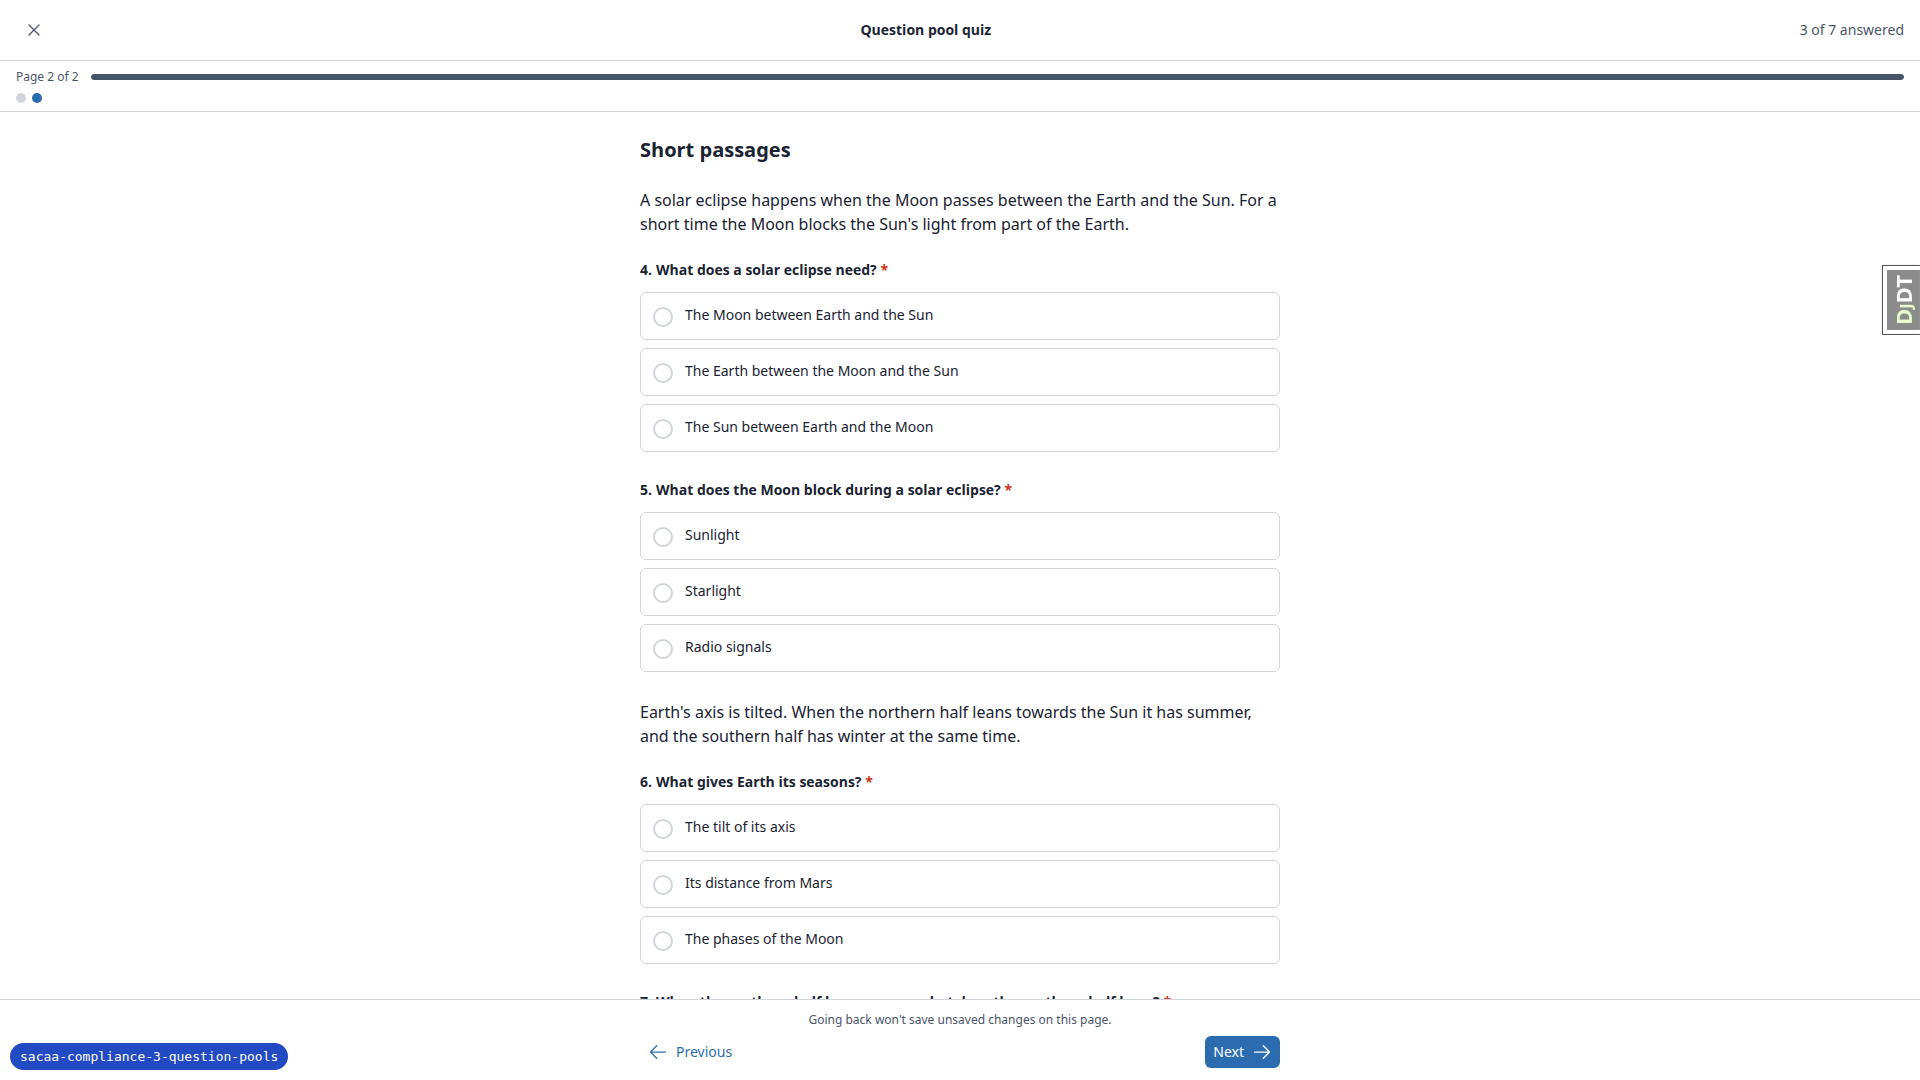 Question pool quiz
3 of 7 answered
Page 2 of 2
Short passages
A solar eclipse happens when the Moon passes between the Earth and the Sun. For a
short time the Moon blocks the Sun's light from part of the Earth.
4. What does a solar eclipse need? *
The Moon between Earth and the Sun
The Earth between the Moon and the Sun
The Sun between Earth and the Moon
5. What does the Moon block during a solar eclipse? *
Sunlight
Starlight
Radio signals
Earth's axis is tilted. When the northern half leans towards the Sun it has summer,
and the southern half has winter at the same time.
6. What gives Earth its seasons? *
The tilt of its axis
Its distance from Mars
The phases of the Moon
Going back won't save unsaved changes on this page.
Previous
Next
sacaa-compliance-3-question-pools
DjDT